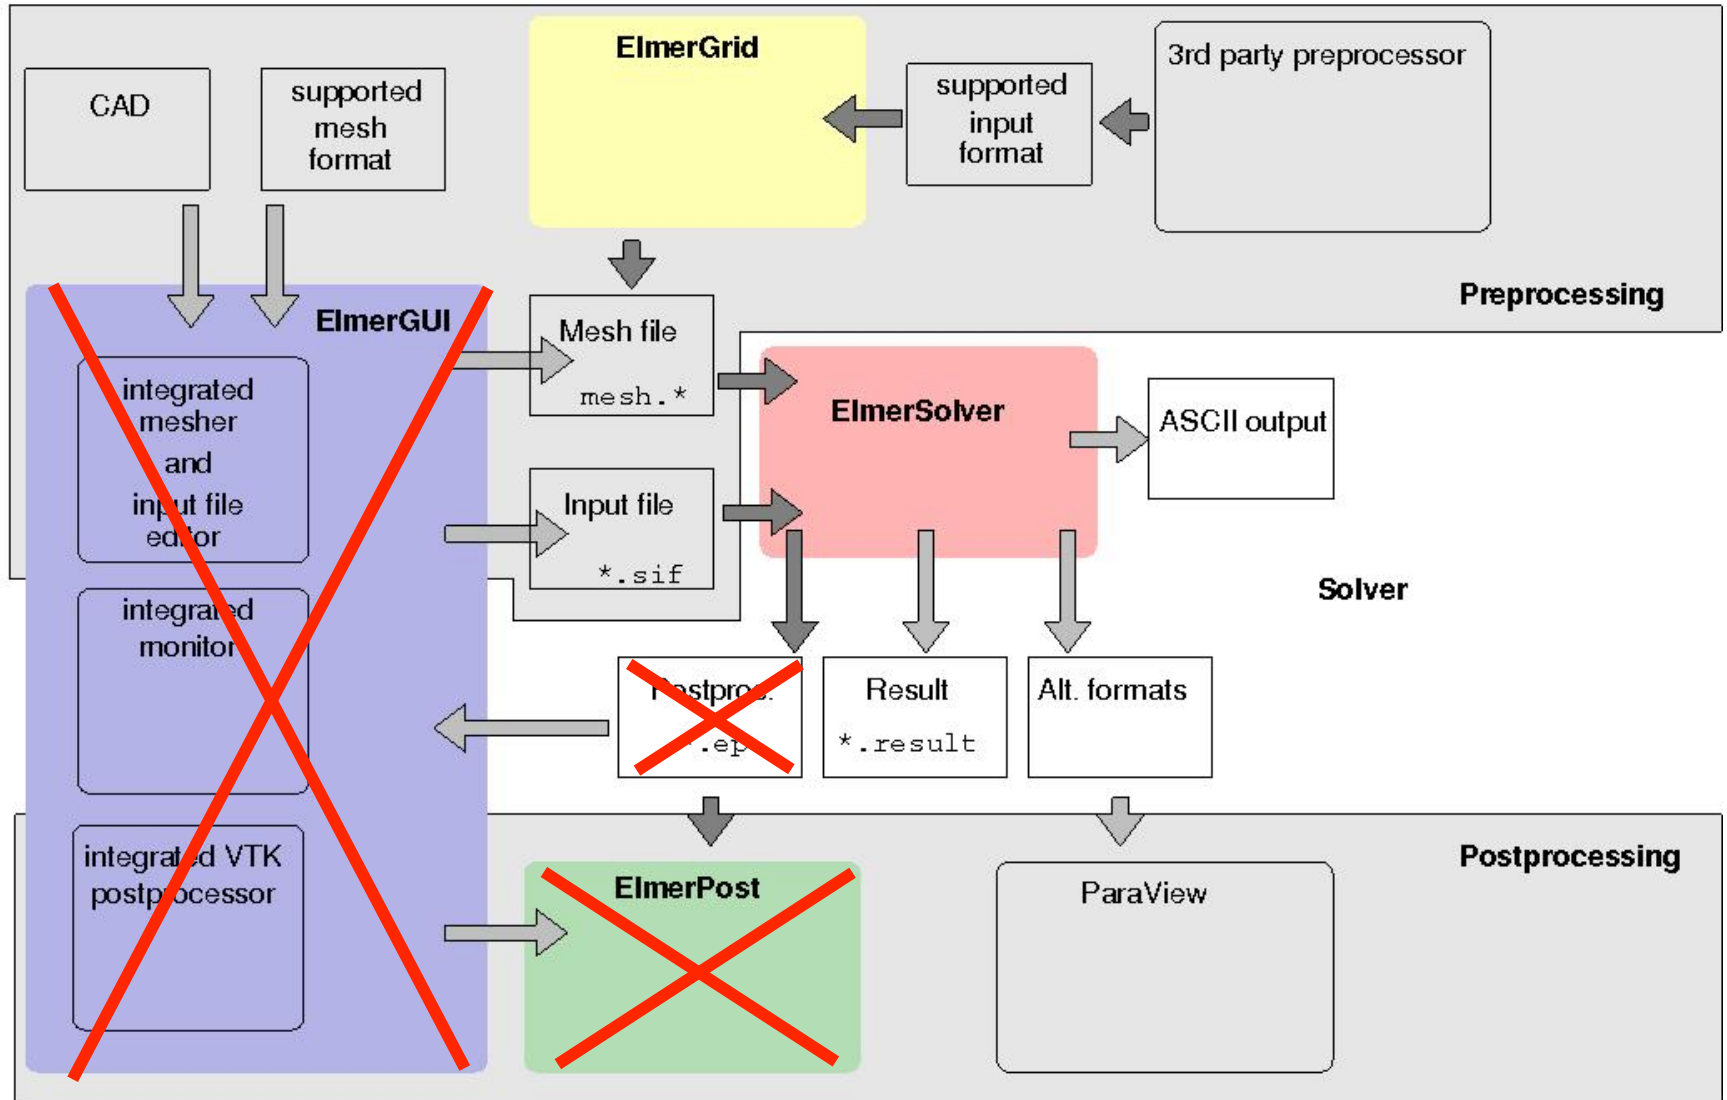 ElmerGrid
3rd party preprocessor
CAD
supported
mesh
format
supported
input
format
Preprocessing
ElmerGUI
Mesh file
mesh.*
integrated
mesher
and
input file
editor
ElmerSolver
ASCII output
Input file
*.sif
Solver
integrated
monitor
Postproc.
*.ep
Result
*.result
Alt. formats
integrated VTK
postprocessor
ElmerPost
ParaView
Postprocessing